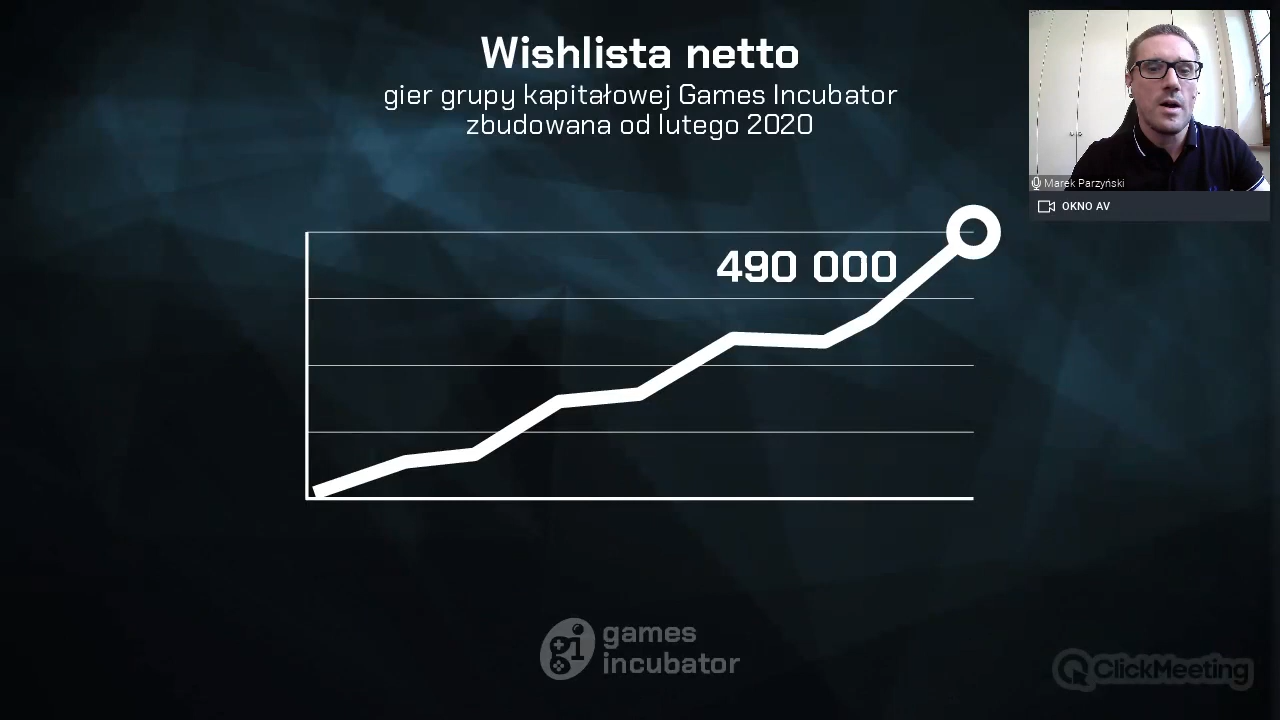 Wishlista netto
gier grupy kapitałowej Games Incubator
zbudowana od lutego 2020
Marek Parzyński
OKNO AV
490 000
gi games
incubator
ClickMeeting